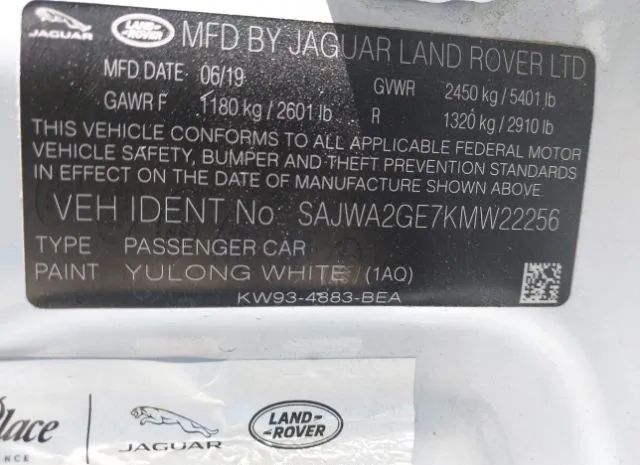 JAGUAR LAND ROVER MFD BY JAGUAR LAND ROVER LTD
MFD DATE 06/19 GVWR 2450 kg / 5401 lb
GAWR F 1180 kg / 2601 lb R 1320 kg / 2910 lb
THIS VEHICLE CONFORMS TO ALL APPLICABLE FEDERAL MOTOR
VEHICLE SAFETY, BUMPER AND THEFT PREVENTION STANDARDS
IN EFFECT ON THE DATE OF MANUFACTURE SHOWN ABOVE.
VEH IDENT No SAJWA2GE7KMW22256
TYPE PASSENGER CAR
PAINT YULONG WHITE (1AQ)
KW93-4883-BEA
lace
ENCE
JAGUAR LAND-ROVER